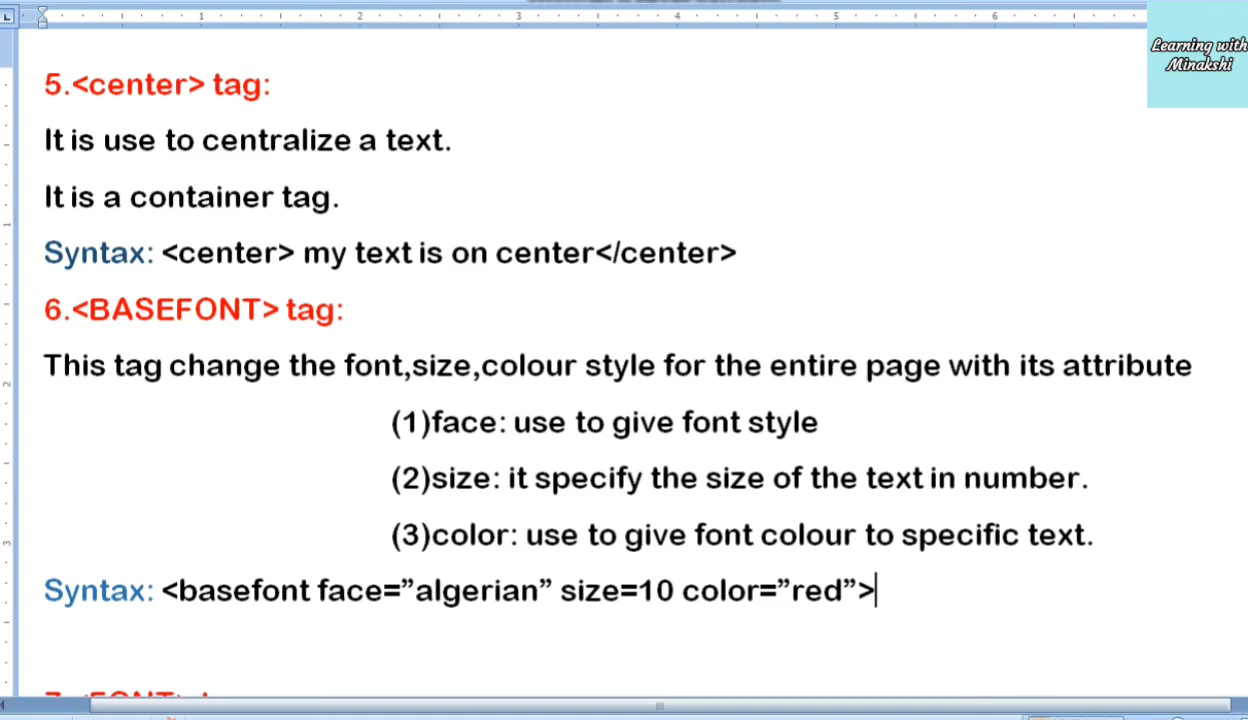 Learning with
Minakshi
5.<center> tag:
It is use to centralize a text.
It is a container tag.
Syntax: <center> my text is on center</center>
6.<BASEFONT> tag:
This tag change the font,size,colour style for the entire page with its attribute
(1)face: use to give font style
(2)size: it specify the size of the text in number.
(3)color: use to give font colour to specific text.
Syntax: <basefont face=”algerian” size=10 color=”red”>